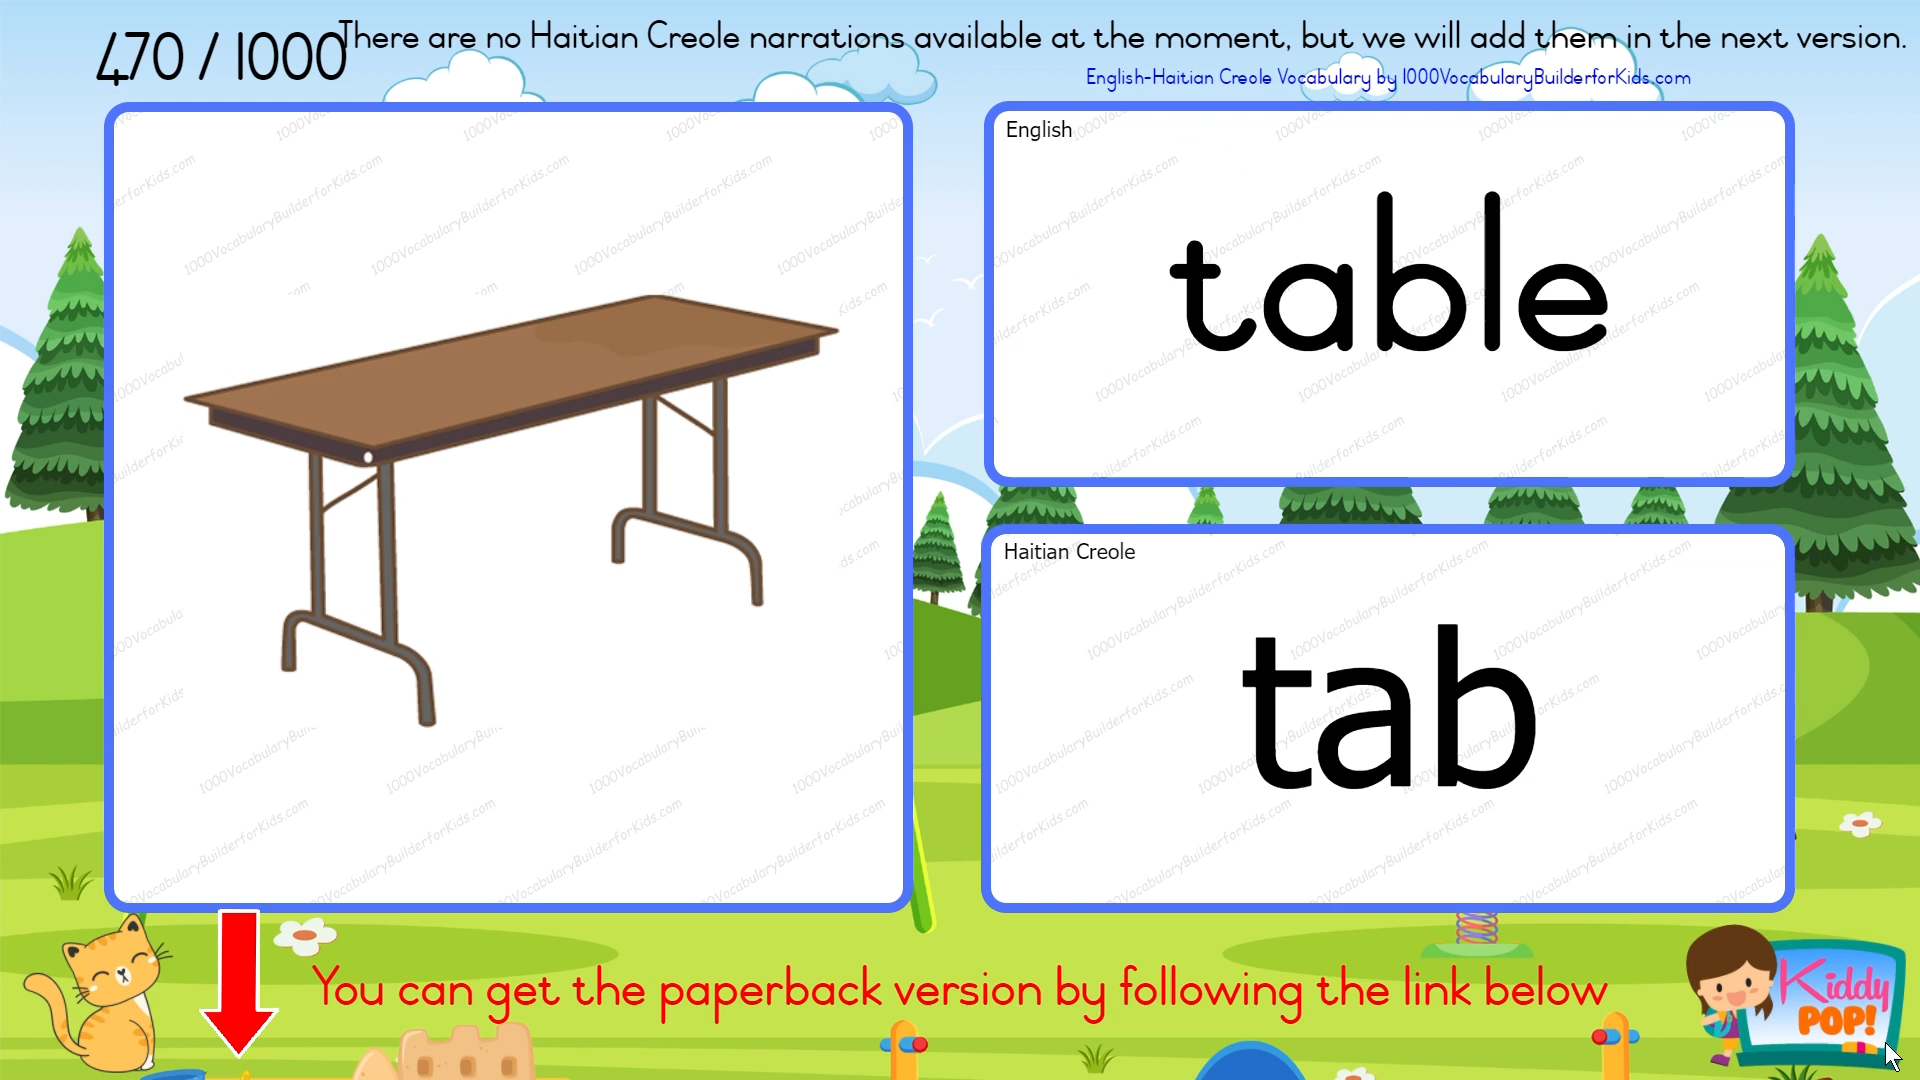 470 / 1000
There are no Haitian Creole narrations available at the moment, but we will add them in the next version.
English-Haitian Creole Vocabulary by 1000VocabularyBuilderforKids.com
English
table
Haitian Creole
tab
You can get the paperback version by following the link below
Kiddy
POP!
1000VocabularyBuilderforKids.com